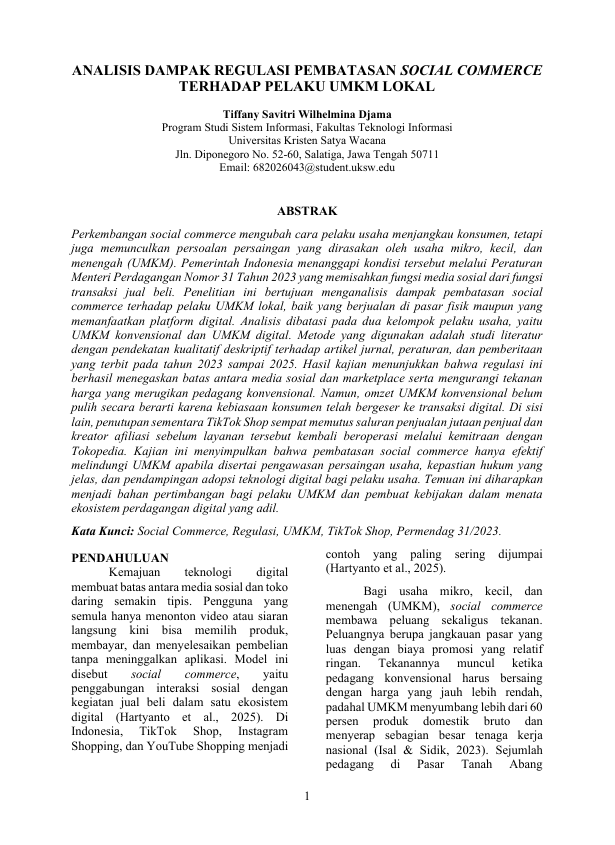 ANALISIS DAMPAK REGULASI PEMBATASAN SOCIAL COMMERCE
TERHADAP PELAKU UMKM LOKAL
Tiffany Savitri Wilhelmina Djama
Program Studi Sistem Informasi, Fakultas Teknologi Informasi
Universitas Kristen Satya Wacana
Jln. Diponegoro No. 52-60, Salatiga, Jawa Tengah 50711
Email: 682026043@student.uksw.edu
ABSTRAK
Perkembangan social commerce mengubah cara pelaku usaha menjangkau konsumen, tetapi
juga memunculkan persoalan persaingan yang dirasakan oleh usaha mikro, kecil, dan
menengah (UMKM). Pemerintah Indonesia menanggapi kondisi tersebut melalui Peraturan
Menteri Perdagangan Nomor 31 Tahun 2023 yang memisahkan fungsi media sosial dari fungsi
transaksi jual beli. Penelitian ini bertujuan menganalisis dampak pembatasan social
commerce terhadap pelaku UMKM lokal, baik yang berjualan di pasar fisik maupun yang
memanfaatkan platform digital. Analisis dibatasi pada dua kelompok pelaku usaha, yaitu
UMKM konvensional dan UMKM digital. Metode yang digunakan adalah studi literatur
dengan pendekatan kualitatif deskriptif terhadap artikel jurnal, peraturan, dan pemberitaan
yang terbit pada tahun 2023 sampai 2025. Hasil kajian menunjukkan bahwa regulasi ini
berhasil menegaskan batas antara media sosial dan marketplace serta mengurangi tekanan
harga yang merugikan pedagang konvensional. Namun, omzet UMKM konvensional belum
pulih secara berarti karena kebiasaan konsumen telah bergeser ke transaksi digital. Di sisi
lain, penutupan sementara TikTok Shop sempat memutus saluran penjualan jutaan penjual dan
kreator afiliasi sebelum layanan tersebut kembali beroperasi melalui kemitraan dengan
Tokopedia. Kajian ini menyimpulkan bahwa pembatasan social commerce hanya efektif
melindungi UMKM apabila disertai pengawasan persaingan usaha, kepastian hukum yang
jelas, dan pendampingan adopsi teknologi digital bagi pelaku usaha. Temuan ini diharapkan
menjadi bahan pertimbangan bagi pelaku UMKM dan pembuat kebijakan dalam menata
ekosistem perdagangan digital yang adil.
Kata Kunci: Social Commerce, Regulasi, UMKM, TikTok Shop, Permendag 31/2023.
PENDAHULUAN
Kemajuan teknologi digital
membuat batas antara media sosial dan toko
daring semakin tipis. Pengguna yang
semula hanya menonton video atau siaran
langsung kini bisa memilih produk,
membayar, dan menyelesaikan pembelian
tanpa meninggalkan aplikasi. Model ini
disebut social commerce, yaitu
penggabungan interaksi sosial dengan
kegiatan jual beli dalam satu ekosistem
digital (Hartyanto et al., 2025). Di
Indonesia, TikTok Shop, Instagram
Shopping, dan YouTube Shopping menjadi
contoh yang paling sering dijumpai
(Hartyanto et al., 2025).
Bagi usaha mikro, kecil, dan
menengah (UMKM), social commerce
membawa peluang sekaligus tekanan.
Peluangnya berupa jangkauan pasar yang
luas dengan biaya promosi yang relatif
ringan. Tekanannya muncul ketika
pedagang konvensional harus bersaing
dengan harga yang jauh lebih rendah,
padahal UMKM menyumbang lebih dari 60
persen produk domestik bruto dan
menyerap sebagian besar tenaga kerja
nasional (Isal & Sidik, 2023). Sejumlah
pedagang di Pasar Tanah Abang
1